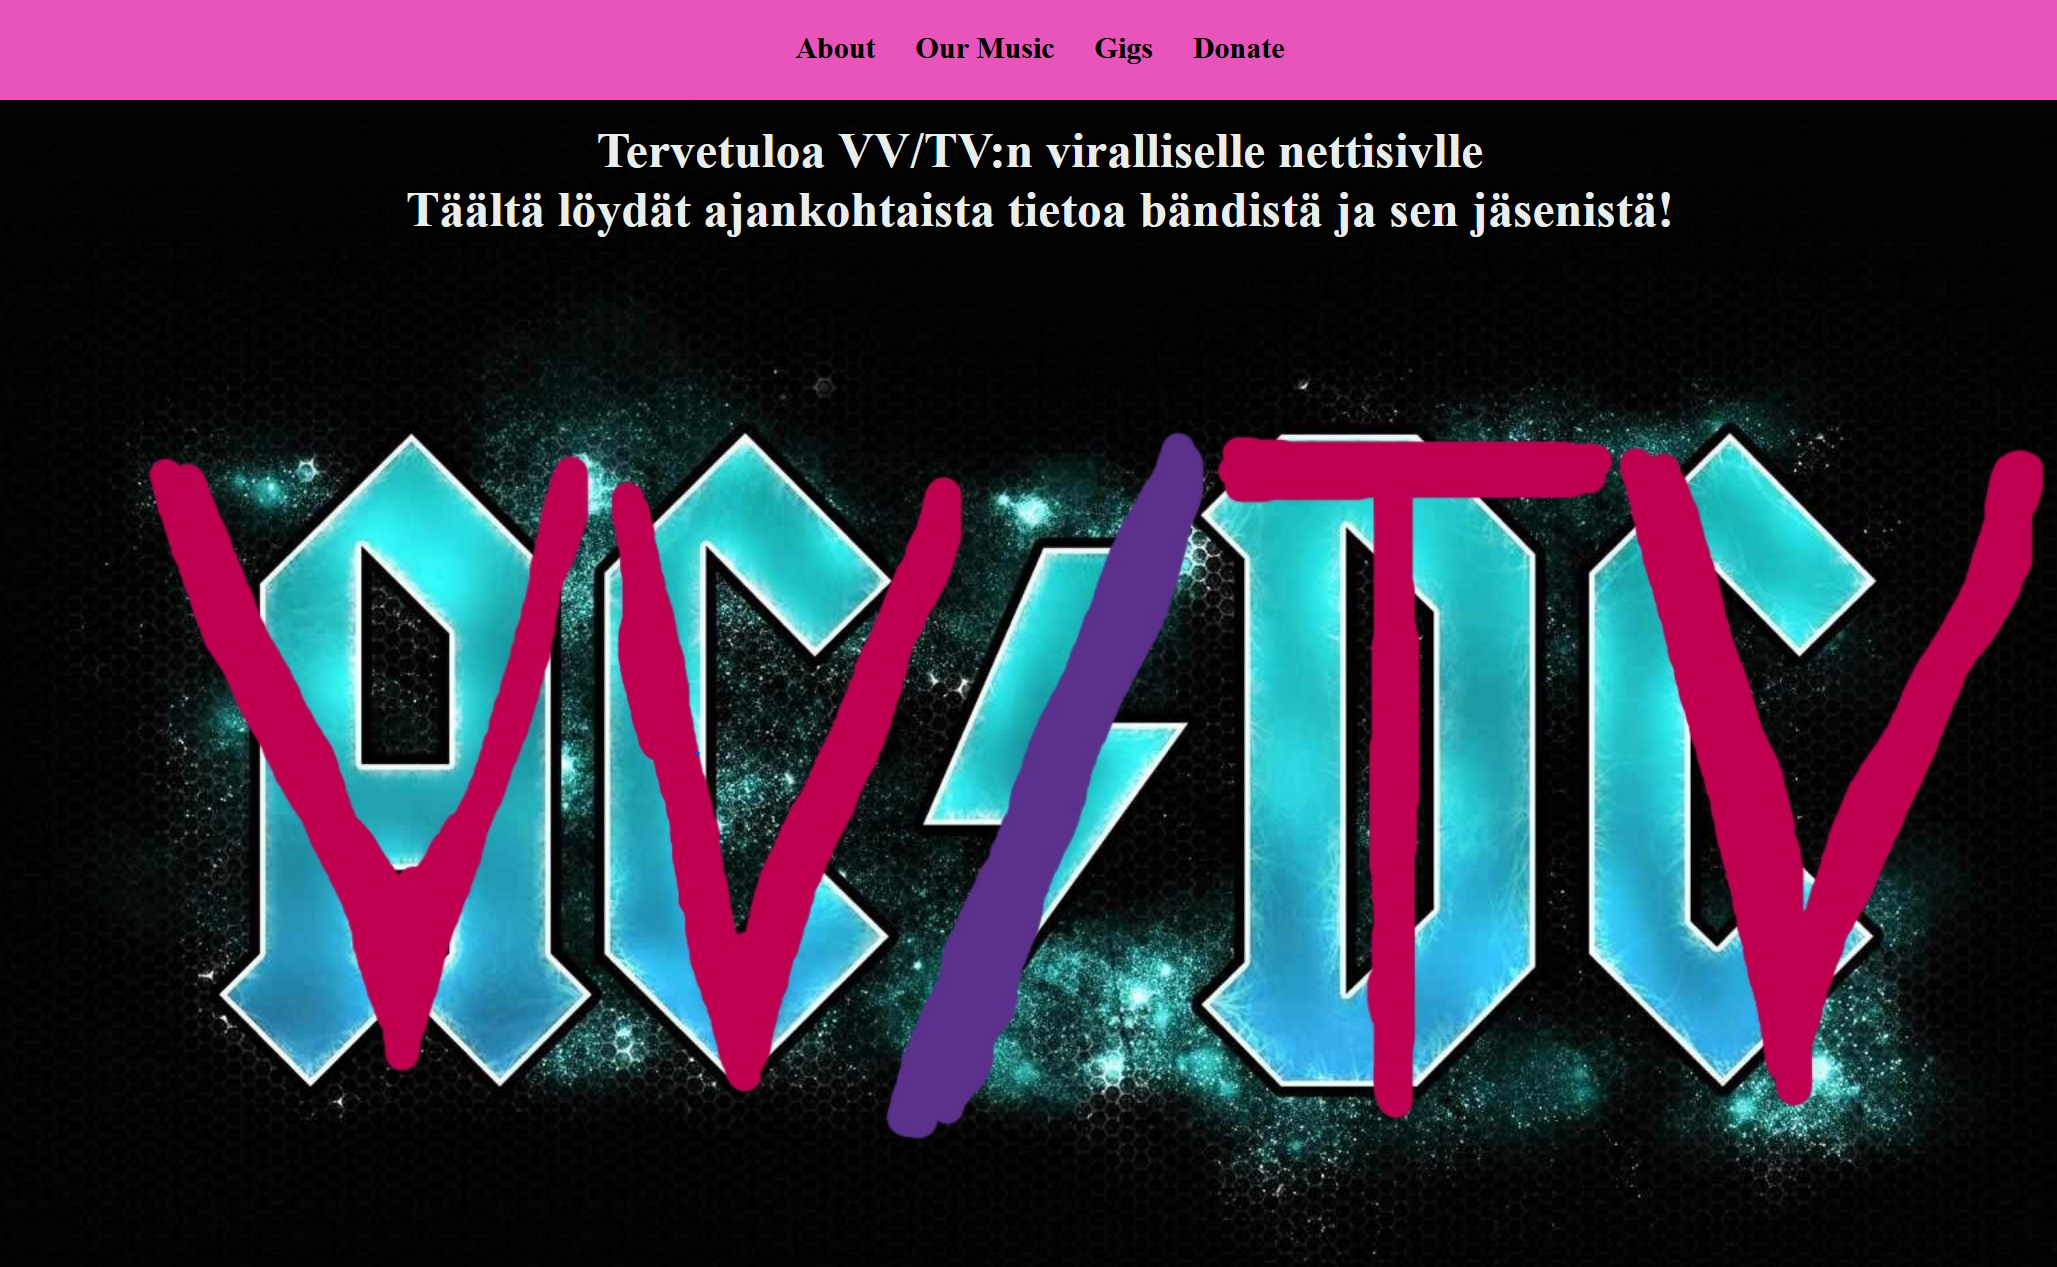 About Our Music Gigs Donate
Tervetuloa VV/TV:n viralliselle nettisivlle
Täältä löydät ajankohtaista tietoa bändistä ja sen jäsenistä!
AC/DC
VV/TV